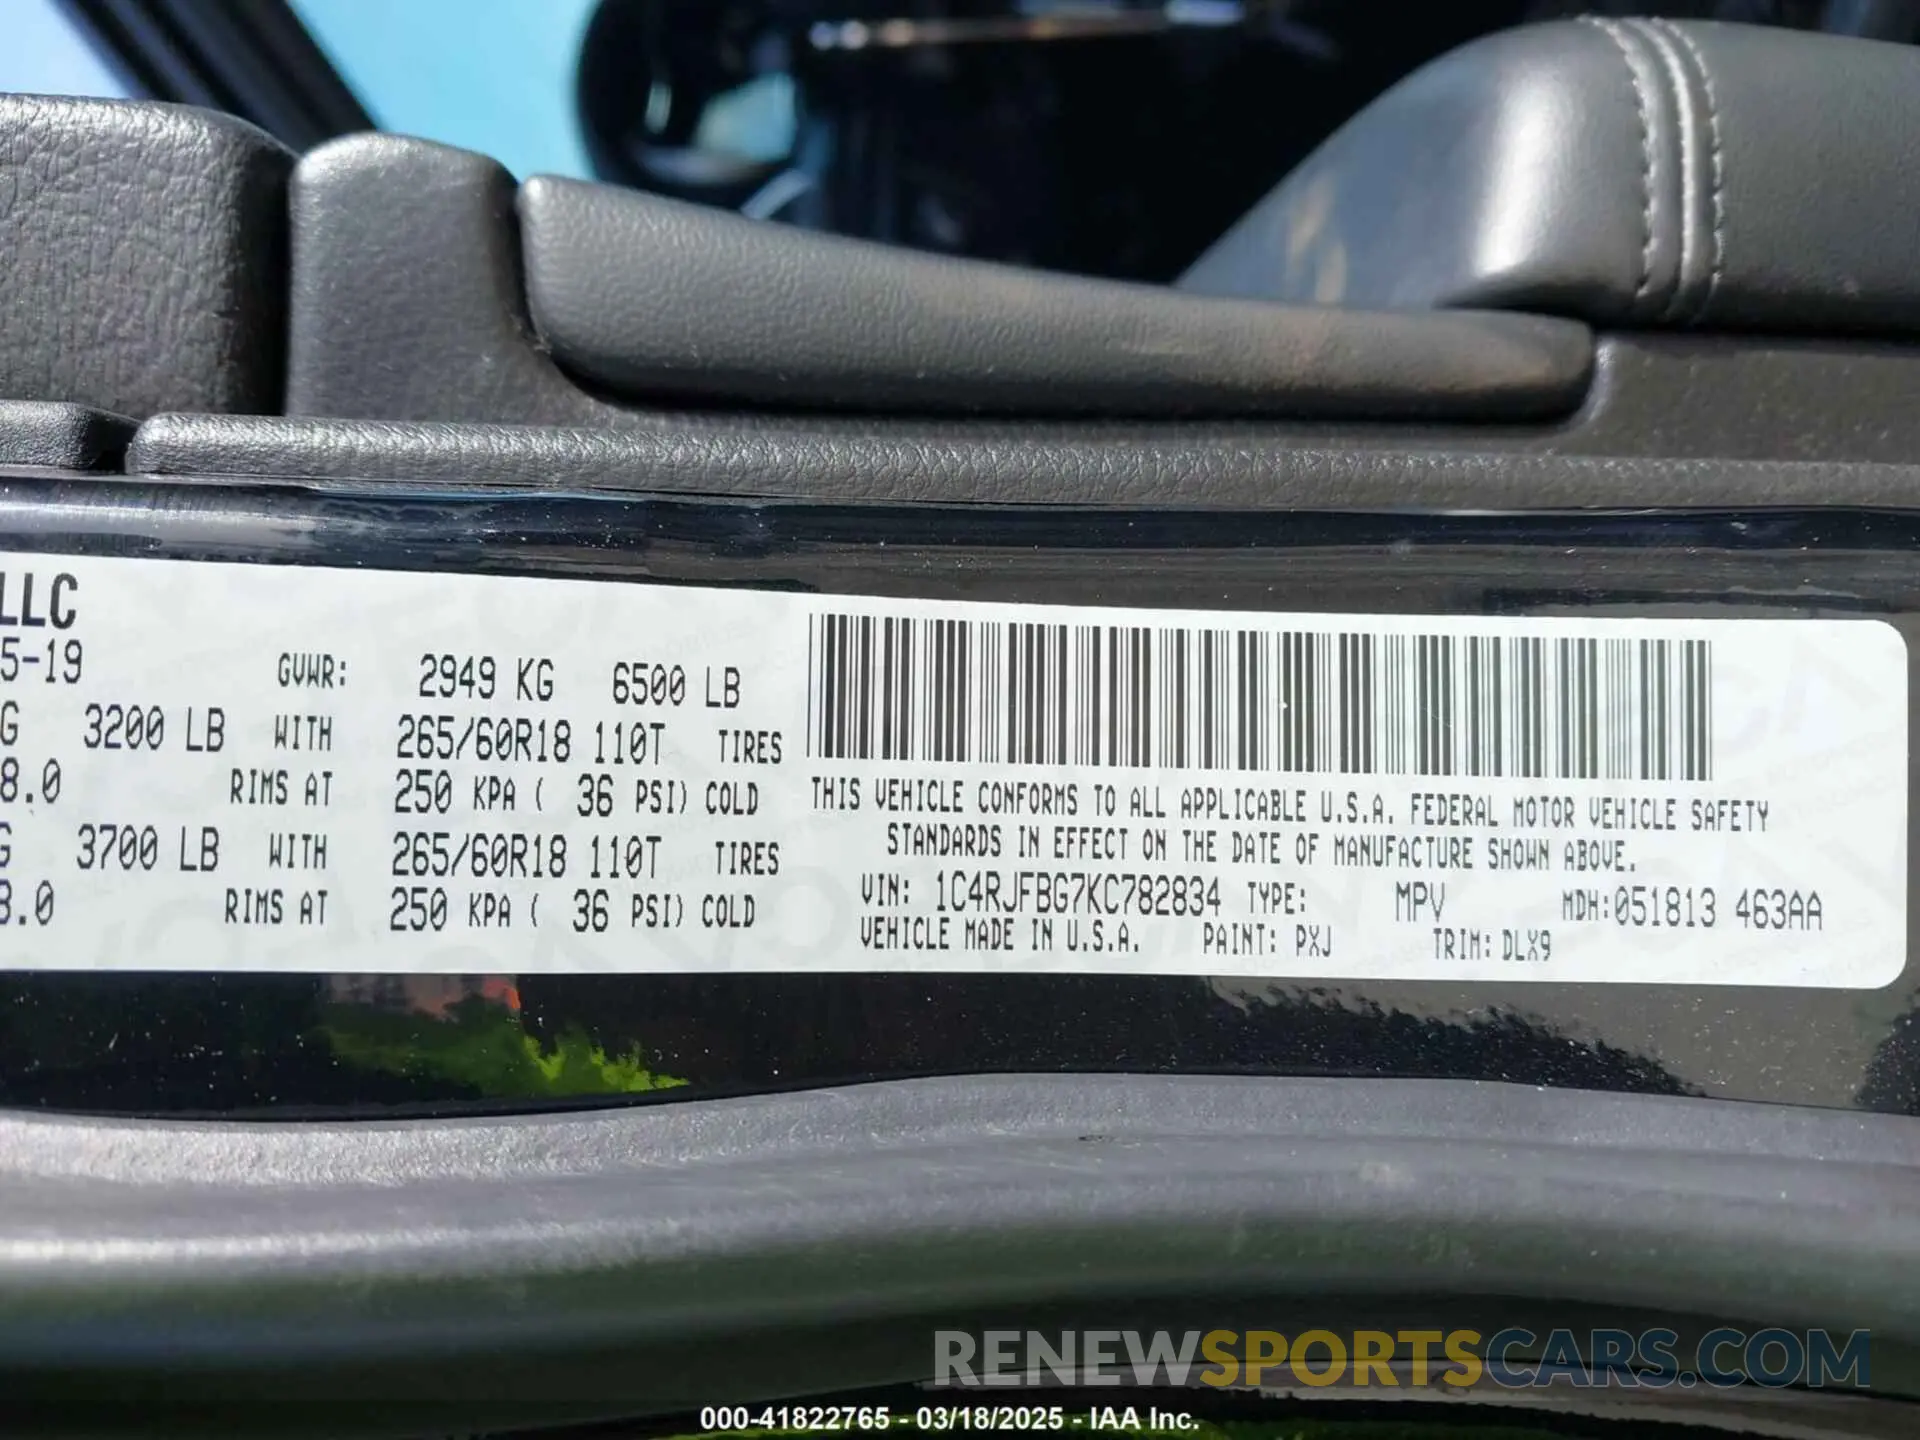 LLC
5-19 GVWR: 2949 KG 6500 LB
G 3200 LB WITH 265/60R18 110T TIRES
8.0 RIMS AT 250 KPA ( 36 PSI) COLD
G 3700 LB WITH 265/60R18 110T TIRES
8.0 RIMS AT 250 KPA ( 36 PSI) COLD
THIS VEHICLE CONFORMS TO ALL APPLICABLE U.S.A. FEDERAL MOTOR VEHICLE SAFETY
STANDARDS IN EFFECT ON THE DATE OF MANUFACTURE SHOWN ABOVE.
VIN: 1C4RJFBG7KC782834 TYPE: MPV MDH:051813 463AA
VEHICLE MADE IN U.S.A. PAINT: PXJ TRIM: DLX9
RENEWSPORTSCARS.COM
000-41822765 - 03/18/2025 - IAA Inc.